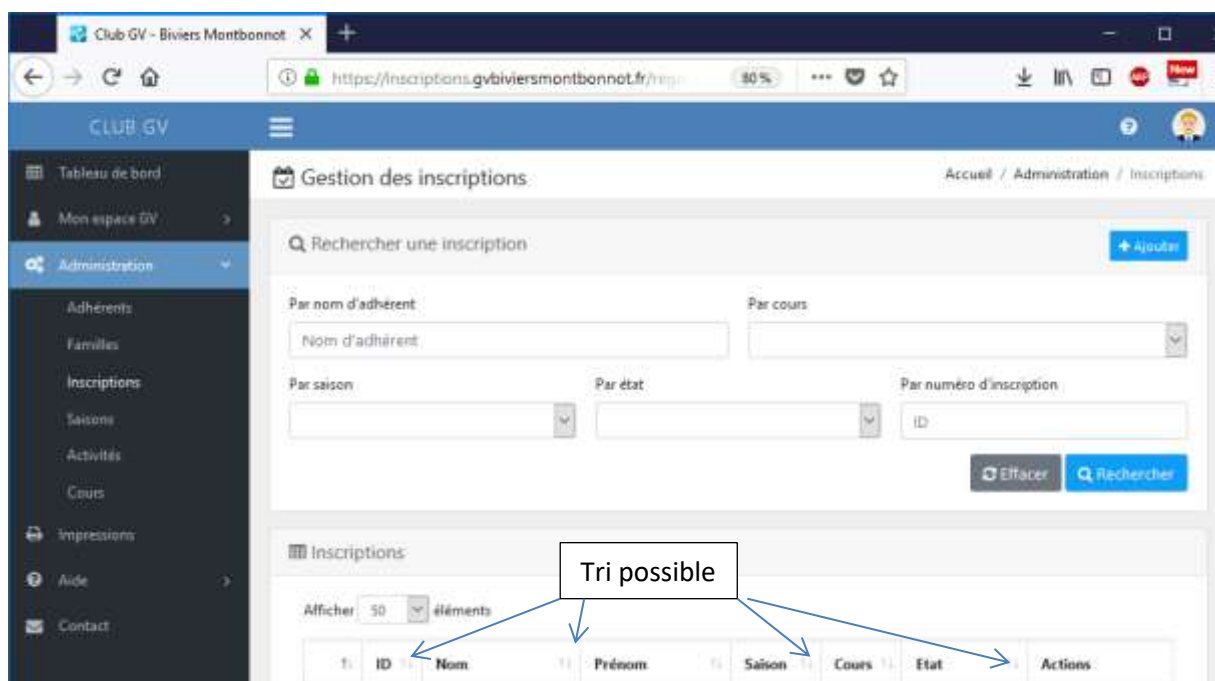 Club GV - Biviers Montbonnot
https://inscriptions.gvbiviersmontbonnot.fr/
80 %
New
CLUB GV
Tableau de bord
Gestion des inscriptions
Accueil / Administration / Inscriptions
Mon espace GV
Rechercher une inscription
Ajouter
Administration
Adhérents
Par nom d'adhérent
Par cours
Familles
Nom d'adhérent
Inscriptions
Par saison
Par état
Par numéro d'inscription
Saisons
ID
Activités
Effacer
Rechercher
Cours
Impressions
Inscriptions
Tri possible
Aide
Afficher 50 éléments
Contact
ID Nom Prénom Saison Cours Etat Actions